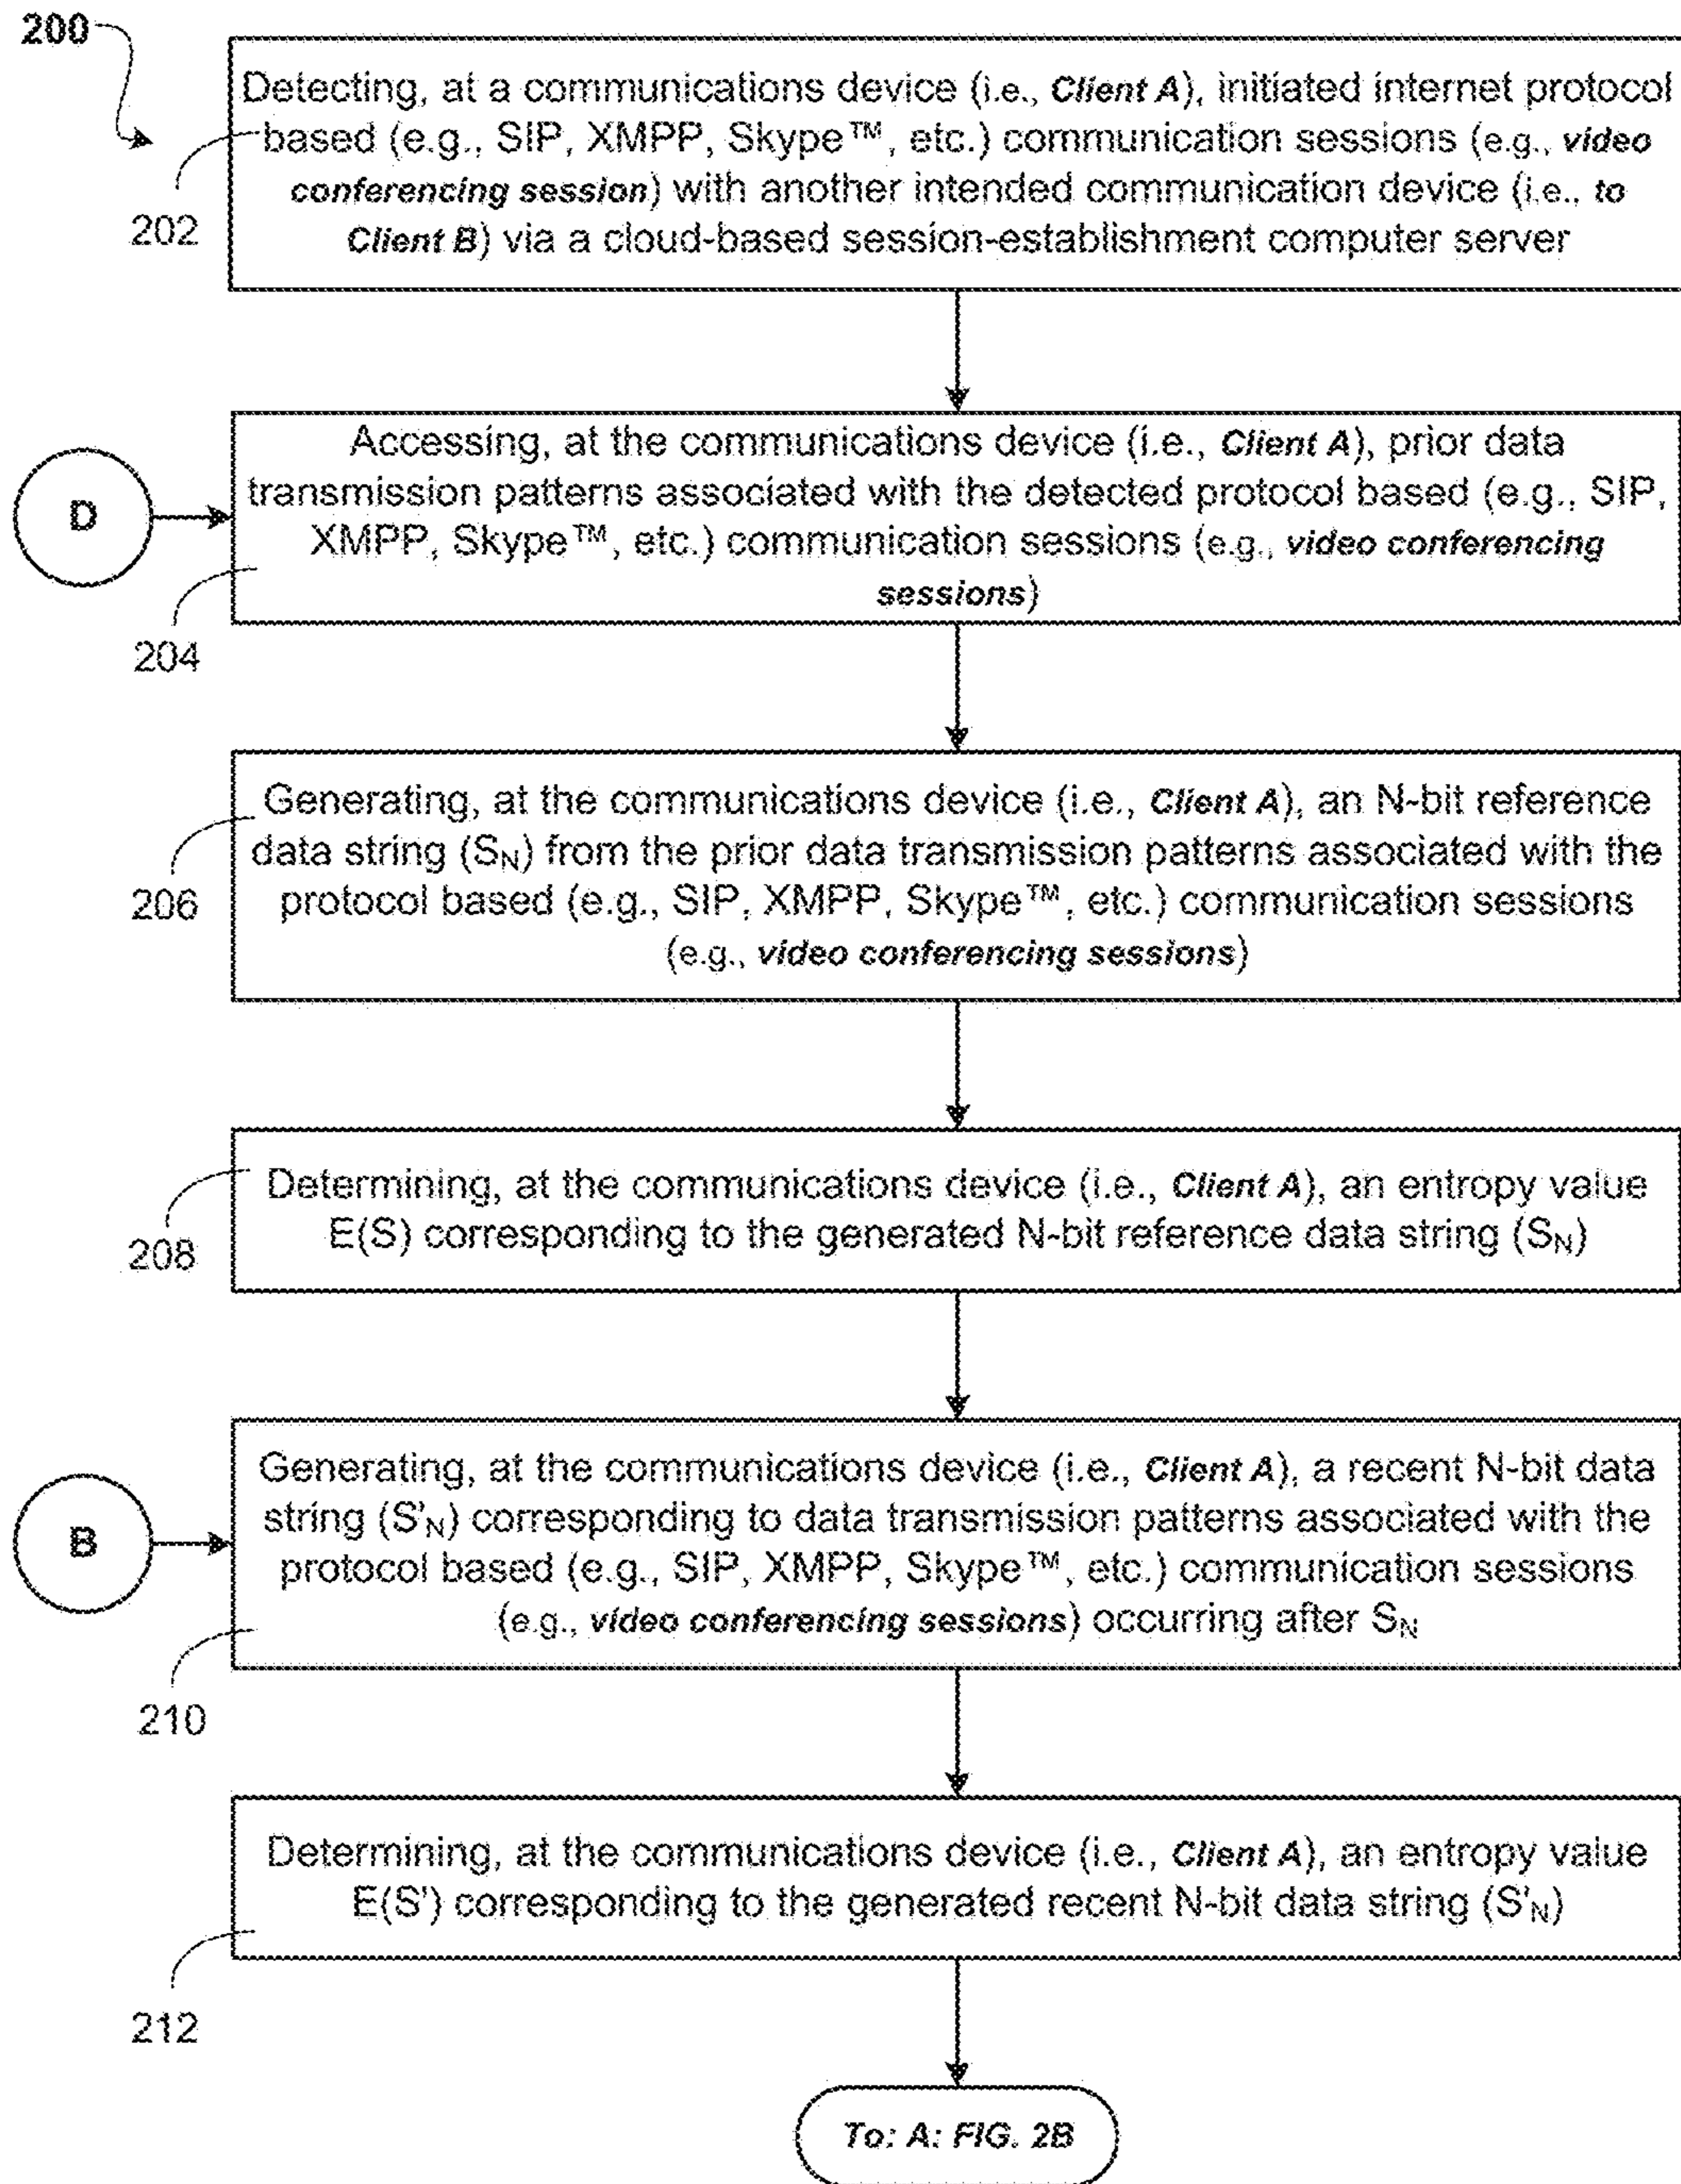 200
Detecting, at a communications device (i.e., Client A), initiated internet protocol
based (e.g., SIP, XMPP, Skype™, etc.) communication sessions (e.g., video
conferencing session) with another intended communication device (i.e., to
Client B) via a cloud-based session-establishment computer server
202
Accessing, at the communications device (i.e., Client A), prior data
transmission patterns associated with the detected protocol based (e.g., SIP,
XMPP, Skype™, etc.) communication sessions (e.g., video conferencing
sessions)
D
204
Generating, at the communications device (i.e., Client A), an N-bit reference
data string (S_N) from the prior data transmission patterns associated with the
protocol based (e.g., SIP, XMPP, Skype™, etc.) communication sessions
(e.g., video conferencing sessions)
206
Determining, at the communications device (i.e., Client A), an entropy value
E(S) corresponding to the generated N-bit reference data string (S_N)
208
Generating, at the communications device (i.e., Client A), a recent N-bit data
string (S'_N) corresponding to data transmission patterns associated with the
protocol based (e.g., SIP, XMPP, Skype™, etc.) communication sessions
(e.g., video conferencing sessions) occurring after S_N
B
210
Determining, at the communications device (i.e., Client A), an entropy value
E(S') corresponding to the generated recent N-bit data string (S'_N)
212
To: A: FIG. 2B